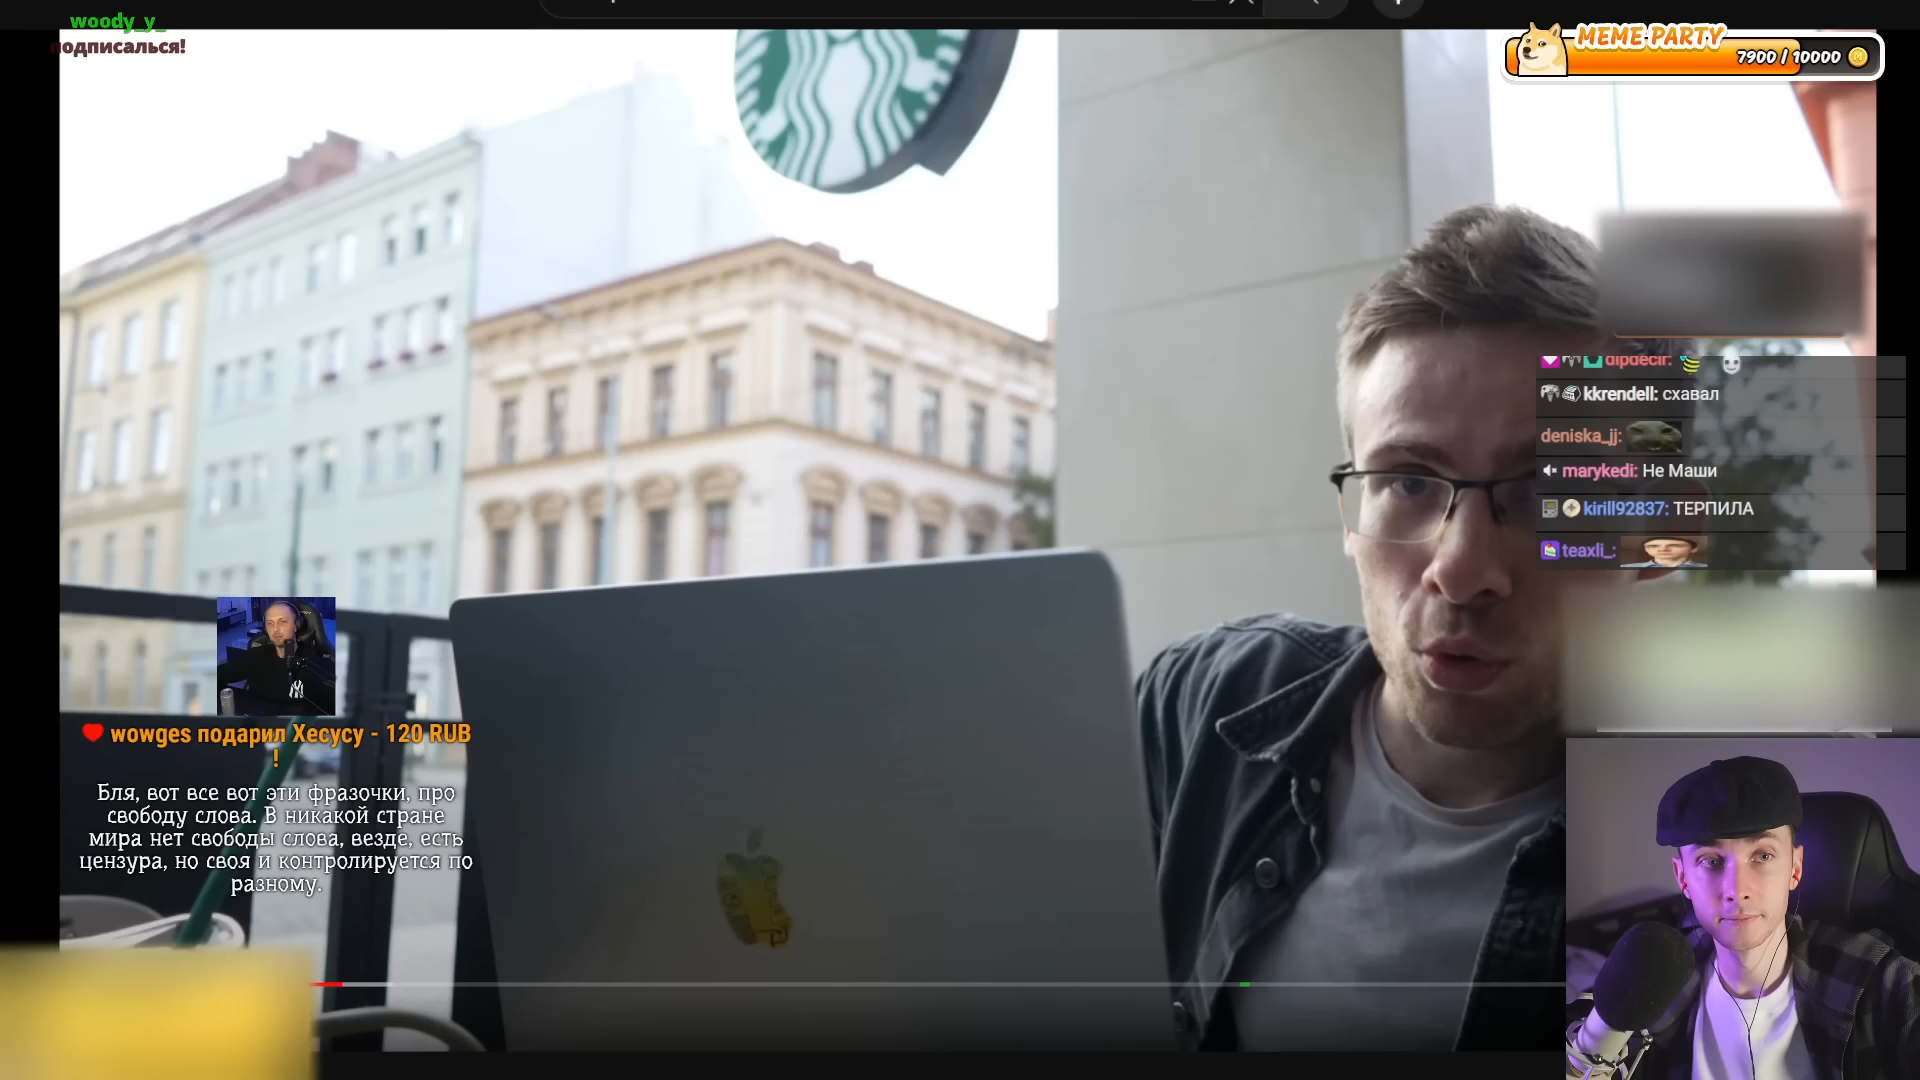 woody_y_
подписалься!
MEME PARTY
7900 / 10000
dipdecir:
kkrendell: схавал
deniska_jj:
marykedi: Не Маши
kirill92837: ТЕРПИЛА
teaxli_:
wowges подарил Хесусу - 120 RUB
!
Бля, вот все вот эти фразочки, про
свободу слова. В никакой стране
мира нет свободы слова, везде, есть
цензура, но своя и контролируется по
разному.